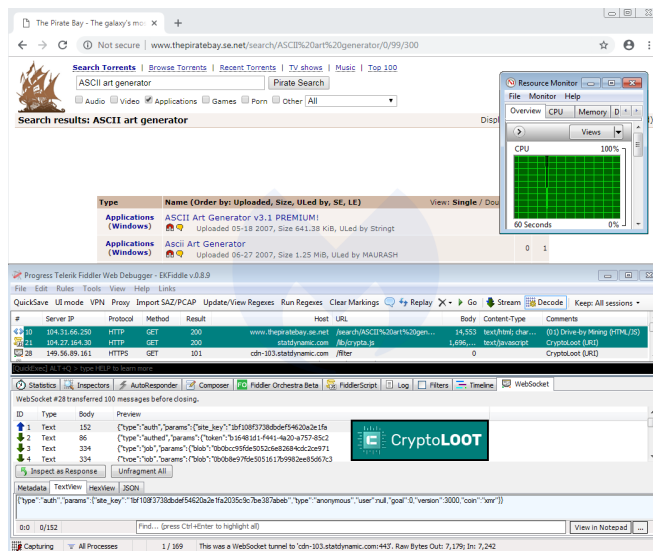 The Pirate Bay - The galaxy's mos
Not secure | www.thepiratebay.se.net/search/ASCII%20art%20generator/0/99/300
Search Torrents | Browse Torrents | Recent Torrents | TV shows | Music | Top 100
ASCII art generator Pirate Search
Audio Video Applications Games Porn Other All
Search results: ASCII art generator Displ
Resource Monitor
File Monitor Help
Overview CPU Memory D
Views
CPU 100%
60 Seconds 0%
Type Name (Order by: Uploaded, Size, ULed by, SE, LE) View: Single / Dou
Applications ASCII Art Generator v3.1 PREMIUM!
(Windows) Uploaded 05-18 2007, Size 641.38 KiB, ULed by Stringt
Applications Ascii Art Generator
(Windows) Uploaded 06-27 2007, Size 1.25 MiB, ULed by MAURASH 0 1
Progress Telerik Fiddler Web Debugger - EKFiddle v.0.8.9
File Edit Rules Tools View Help Links
QuickSave UI mode VPN Proxy Import SAZ/PCAP Update/View Regexes Run Regexes Clear Markings Replay Go Stream Decode Keep: All sessions
# Server IP Protocol Method Result Host URL Body Content-Type Comments
10 104.31.66.250 HTTP GET 200 www.thepiratebay.se.net /search/ASCII%20art%20gen... 14,553 text/html; char... (01) Drive-by Mining (HTML/JS)
21 104.27.164.30 HTTP GET 200 statdynamic.com /lib/crypta.js 1,696,... text/javascript CryptoLoot (URI)
28 149.56.89.161 HTTPS GET 101 cdn-103.statdynamic.com /filter 0 CryptoLoot (URI)
[QuickExec] ALT+Q > type HELP to learn more
Statistics Inspectors AutoResponder Composer Fiddler Orchestra Beta FiddlerScript Log Filters Timeline WebSocket
WebSocket #28 transferred 100 messages before closing.
ID Type Body Preview
1 Text 152 {"type":"auth","params":{"site_key":"1bf108f3738dbdef54620a2e1fa
2 Text 86 {"type":"authed","params":{"token":"b16481d1-f441-4a20-a757-85c2
3 Text 334 {"type":"job","params":{"blob":"0b0bcc95fde5052c6e82684cdc2ce971
4 Text 334 {"type":"job","params":{"blob":"0b0b8e97fde5051617b9982ee85d67c3
CryptoLOOT
Inspect as Response Unfragment All
Metadata TextView HexView JSON
{"type":"auth","params":{"site_key":"1bf108f3738dbdef54620a2e1fa2035c9c7be387abeb","type":"anonymous","user":null,"goal":0,"version":3000,"coin":"xmr"}}
0:0 0/152 Find... (press Ctrl+Enter to highlight all) View in Notepad ...
Capturing All Processes 1 / 169 This was a WebSocket tunnel to 'cdn-103.statdynamic.com:443'. Raw Bytes Out: 7,179; In: 7,242